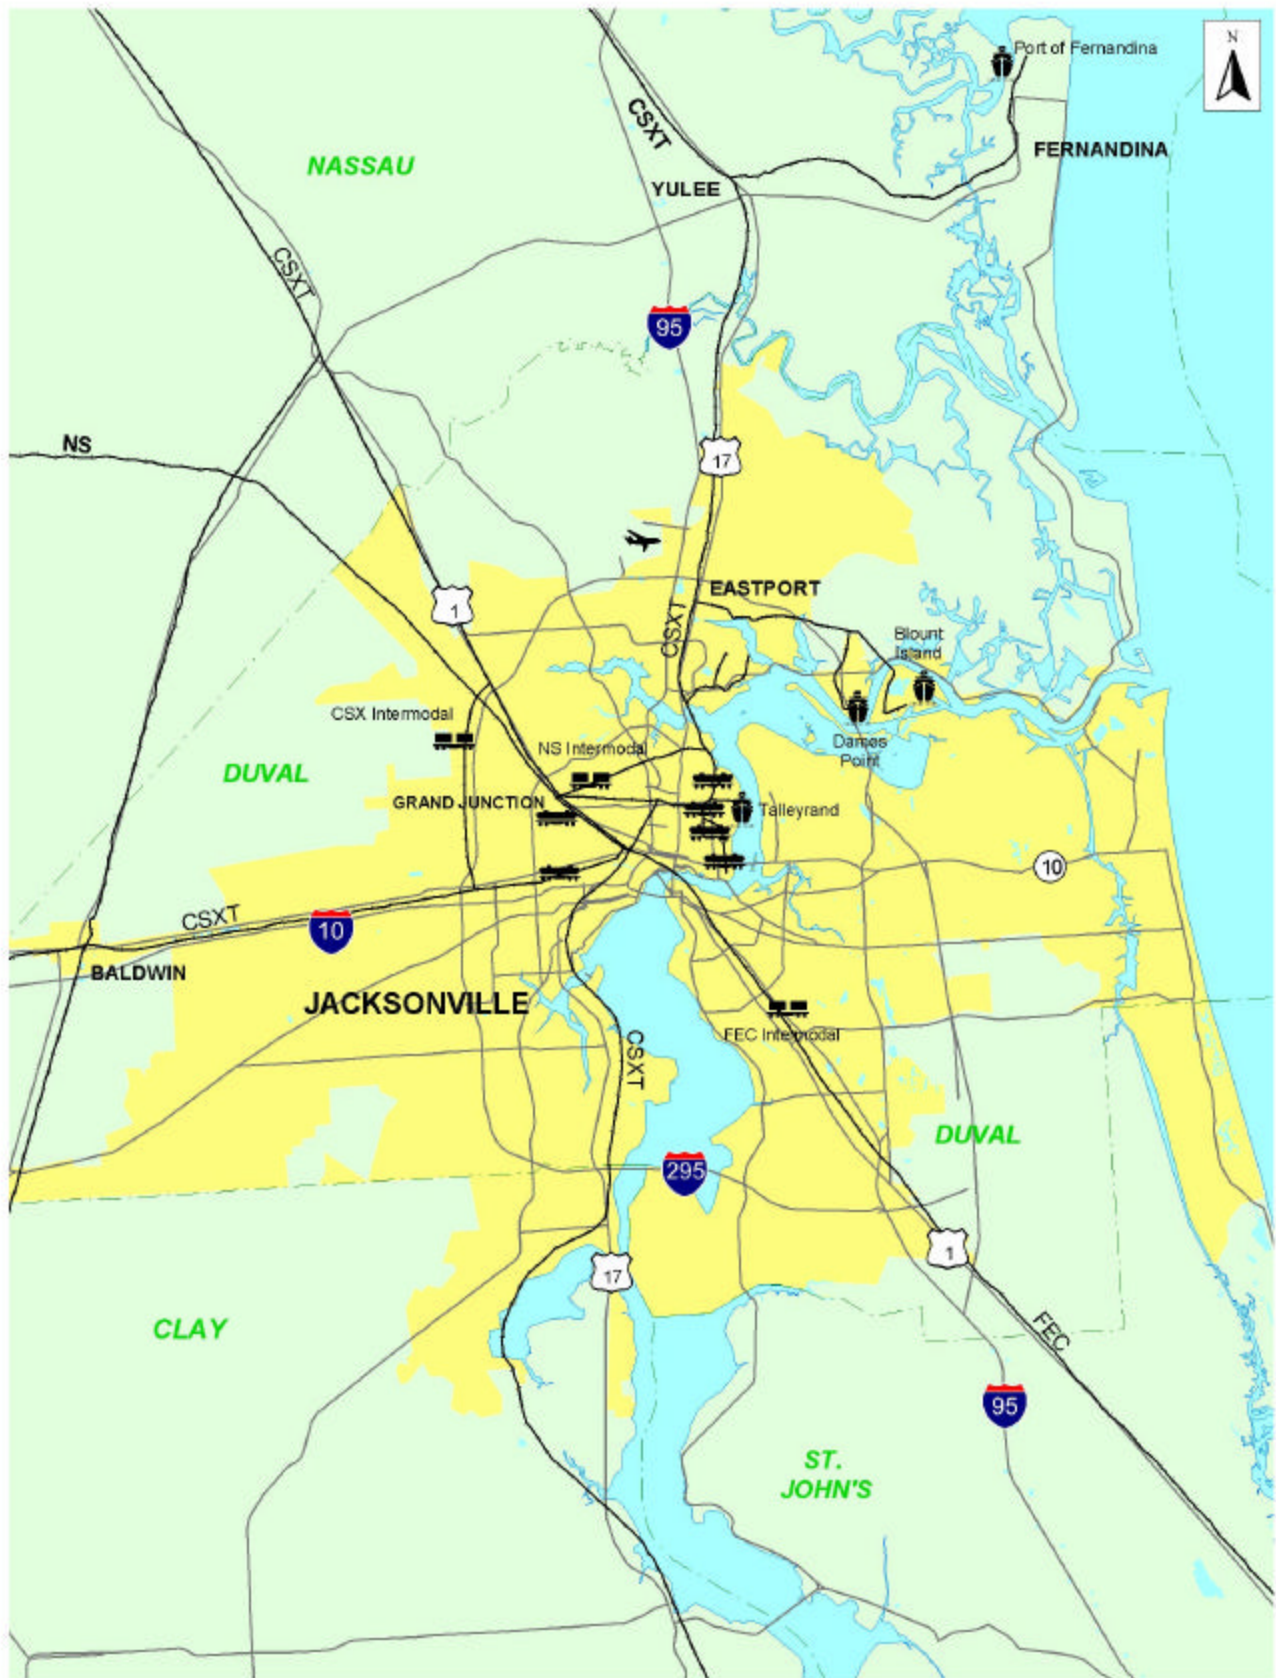 N
Port of Fernandina
CSXT
FERNANDINA
NASSAU
YULEE
CSXT
95
NS
17
EASTPORT
1
CSXT
Blount
Island
CSX Intermodal
NS Intermodal
Dames
Point
DUVAL
GRAND JUNCTION
Talleyrand
10
CSXT
10
BALDWIN
JACKSONVILLE
FEC Intermodal
CSXT
DUVAL
295
1
17
CLAY
FEC
95
ST.
JOHN'S